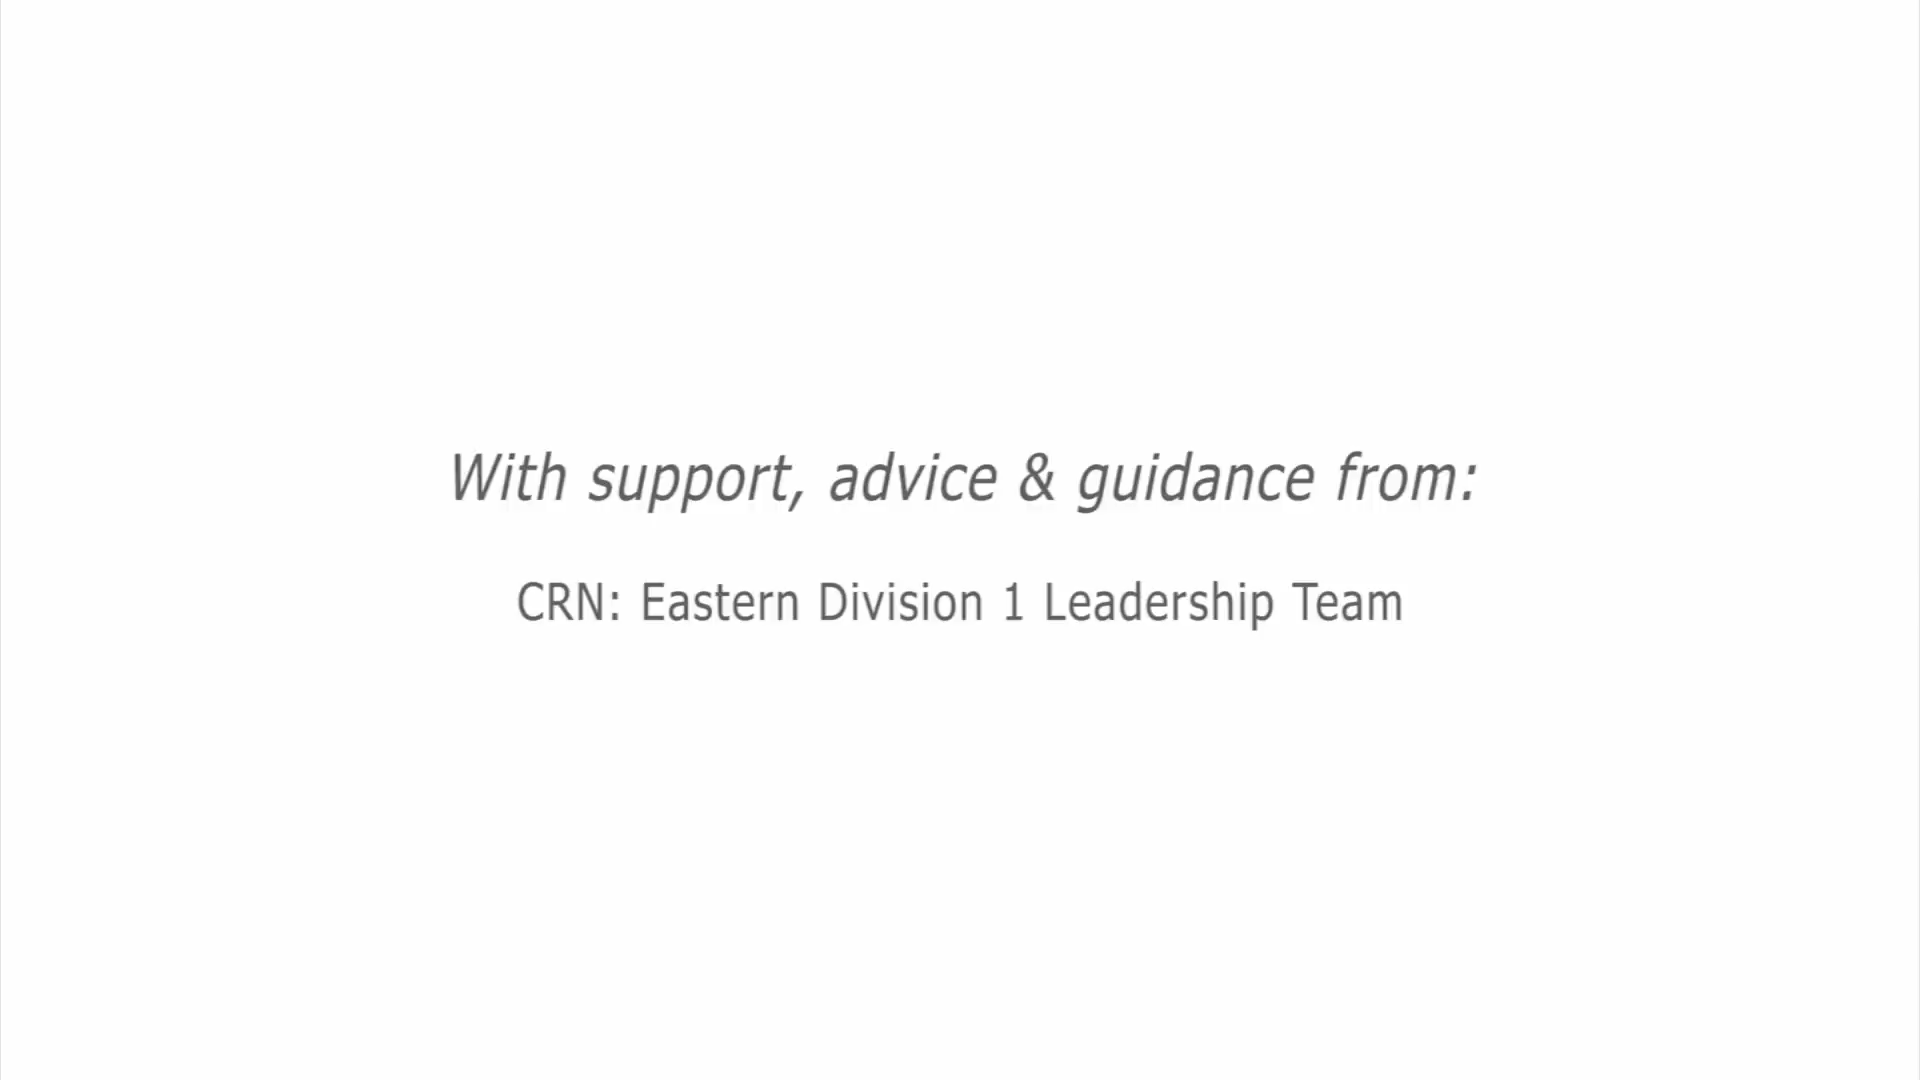 With support, advice & guidance from:
CRN: Eastern Division 1 Leadership Team